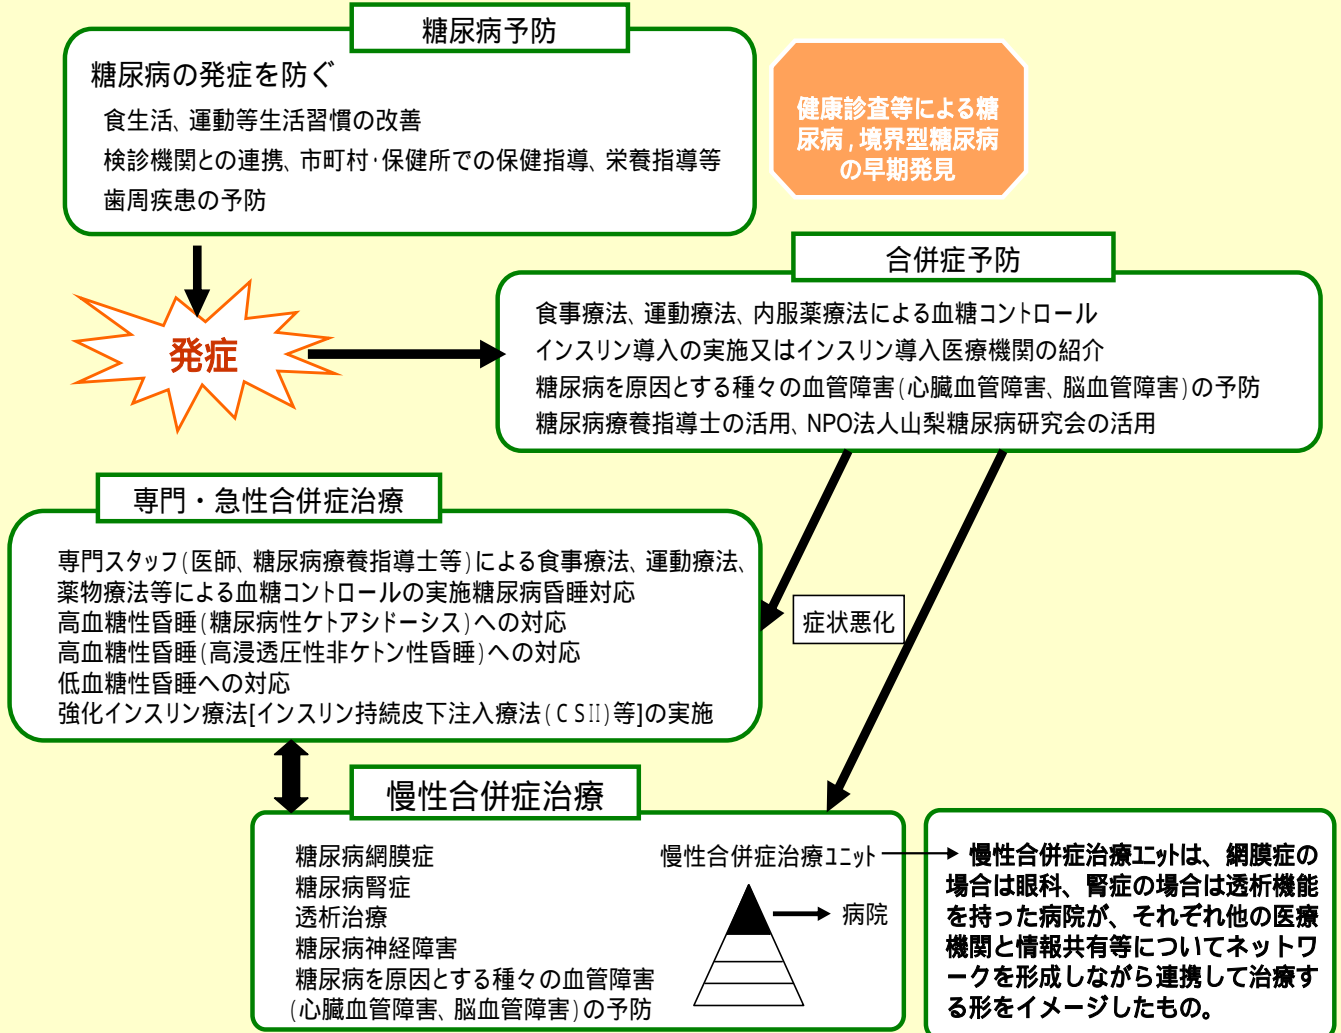 糖尿病予防
糖尿病の発症を防ぐ
食生活、運動等生活習慣の改善
検診機関との連携、市町村・保健所での保健指導、栄養指導等
歯周疾患の予防
健康診査等による糖
尿病,境界型糖尿病
の早期発見
発症
合併症予防
食事療法、運動療法、内服薬療法による血糖コントロール
インスリン導入の実施又はインスリン導入医療機関の紹介
糖尿病を原因とする種々の血管障害(心臓血管障害、脳血管障害)の予防
糖尿病療養指導士の活用、NPO法人山梨糖尿病研究会の活用
専門・急性合併症治療
専門スタッフ(医師、糖尿病療養指導士等)による食事療法、運動療法、
薬物療法等による血糖コントロールの実施糖尿病昏睡対応
高血糖性昏睡(糖尿病性ケトアシドーシス)への対応
高血糖性昏睡(高浸透圧性非ケトン性昏睡)への対応
低血糖性昏睡への対応
強化インスリン療法[インスリン持続皮下注入療法(CSII)等]の実施
症状悪化
慢性合併症治療
糖尿病網膜症
糖尿病腎症
透析治療
糖尿病神経障害
糖尿病を原因とする種々の血管障害
(心臓血管障害、脳血管障害)の予防
慢性合併症治療ユニット
病院
慢性合併症治療ユニットは、網膜症の
場合は眼科、腎症の場合は透析機能
を持った病院が、それぞれ他の医療
機関と情報共有等についてネットワ
ークを形成しながら連携して治療す
る形をイメージしたもの。